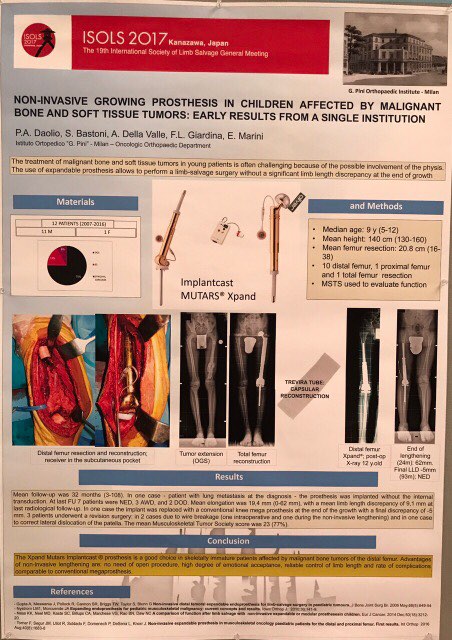 ISOLS
2017
ISOLS 2017 Kanazawa, Japan
The 19th International Society of Limb Salvage General Meeting
G. Pini Orthopaedic Institute - Milan
NON-INVASIVE GROWING PROSTHESIS IN CHILDREN AFFECTED BY MALIGNANT
BONE AND SOFT TISSUE TUMORS: EARLY RESULTS FROM A SINGLE INSTITUTION
P.A. Daolio, S. Bastoni, A. Della Valle, F.L. Giardina, E. Marini
Istituto Ortopedico "G. Pini" - Milan – Oncologic Orthopaedic Department
The treatment of malignant bone and soft tissue tumors in young patients is often challenging because of the possible involvement of the physis.
The use of expandable prosthesis allows to perform a limb-salvage surgery without a significant limb length discrepancy at the end of growth
Materials
12 PATIENTS (2007-2016)
11 M 1 F
Implantcast
MUTARS® Xpand
and Methods
• Median age: 9 y (5-12)
• Mean height: 140 cm (130-160)
• Mean femur resection: 20.8 cm (16-
38)
• 10 distal femur, 1 proximal femur
and 1 total femur resection
• MSTS used to evaluate function
TREVIRA TUBE:
CAPSULAR
RECONSTRUCTION
Distal femur resection and reconstruction;
receiver in the subcutaneous pocket
Tumor extension
(OGS)
Total femur
reconstruction
Distal femur
Xpand®, post-op
X-ray 12 y.old
End of
lengthening
(24m): 62mm.
Final LLD -5mm
(93m); NED
Results
Mean follow-up was 32 months (3-108). In one case - patient with lung metastasis at the diagnosis - the prosthesis was implanted without the internal
transduction. At last FU 7 patients were NED, 3 AWD, and 2 DOD. Mean elongation was 19.4 mm (0-62 mm), with a mean limb length discrepancy of 9.1 mm at
last radiological follow-up. In one case the implant was replaced with a conventional knee mega prosthesis at the end of the growth with a final discrepancy of -5
mm. 3 patients underwent a revision surgery: in 2 cases due to wire breakage (one intraoperative and one during the non-invasive lengthening) and in one case
to correct lateral dislocation of the patella. The mean Musculoskeletal Tumor Society score was 23 (77%).
Conclusion
The Xpand Mutars Implantcast ® prosthesis is a good choice in skeletally immature patients affected by malignant bone tumors of the distal femur. Advantages
of non-invasive lengthening are: no need of open procedure, high degree of emotional acceptance, reliable control of limb length and rate of complications
comparable to conventional megaprosthesis.
References